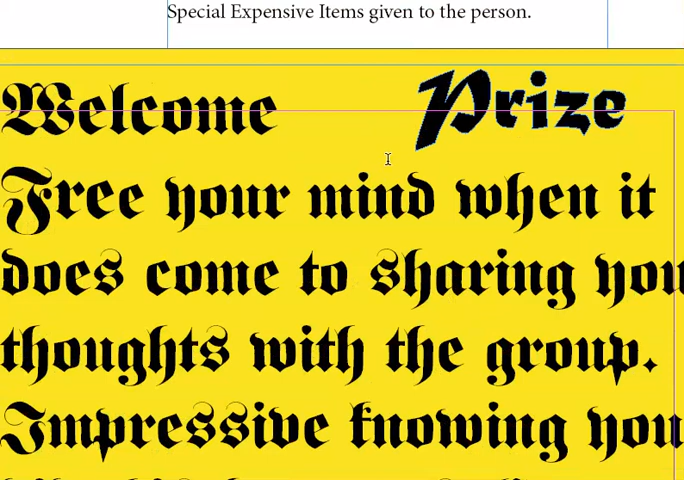 Special Expensive Items given to the person.
Welcome Prize
Free your mind when it
does come to sharing you
thoughts with the group.
Impressive knowing you